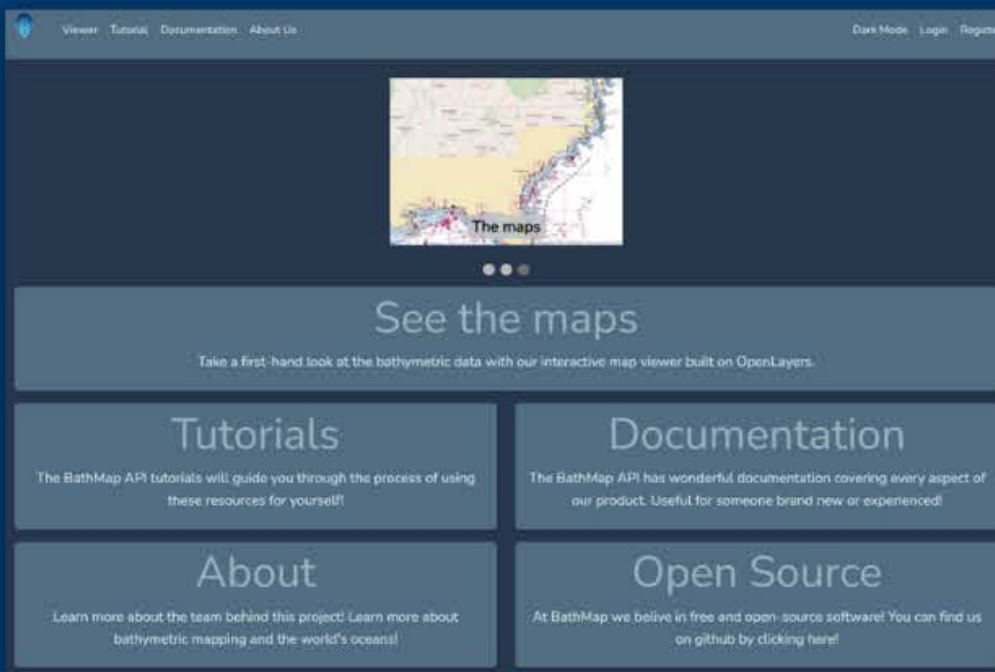 Viewer Tutorial Documentation About Us
Dark Mode Login
The maps
See the maps
Take a first-hand look at the bathymetric data with our interactive map viewer built on OpenLayers.
Tutorials
The BathMap API tutorials will guide you through the process of using
these resources for yourself!
Documentation
The BathMap API has wonderful documentation covering every aspect of
our product. Useful for someone brand new or experienced!
About
Learn more about the team behind this project! Learn more about
bathymetric mapping and the world's oceans!
Open Source
At BathMap we belive in free and open-source software! You can find us
on github by clicking here!